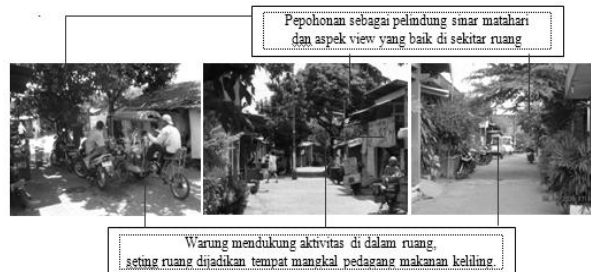 Pepohonan sebagai pelindung sinar matahari
dan aspek view yang baik di sekitar ruang
Warung mendukung aktivitas di dalam ruang,
seting ruang dijadikan tempat mangkal pedagang makanan keliling.